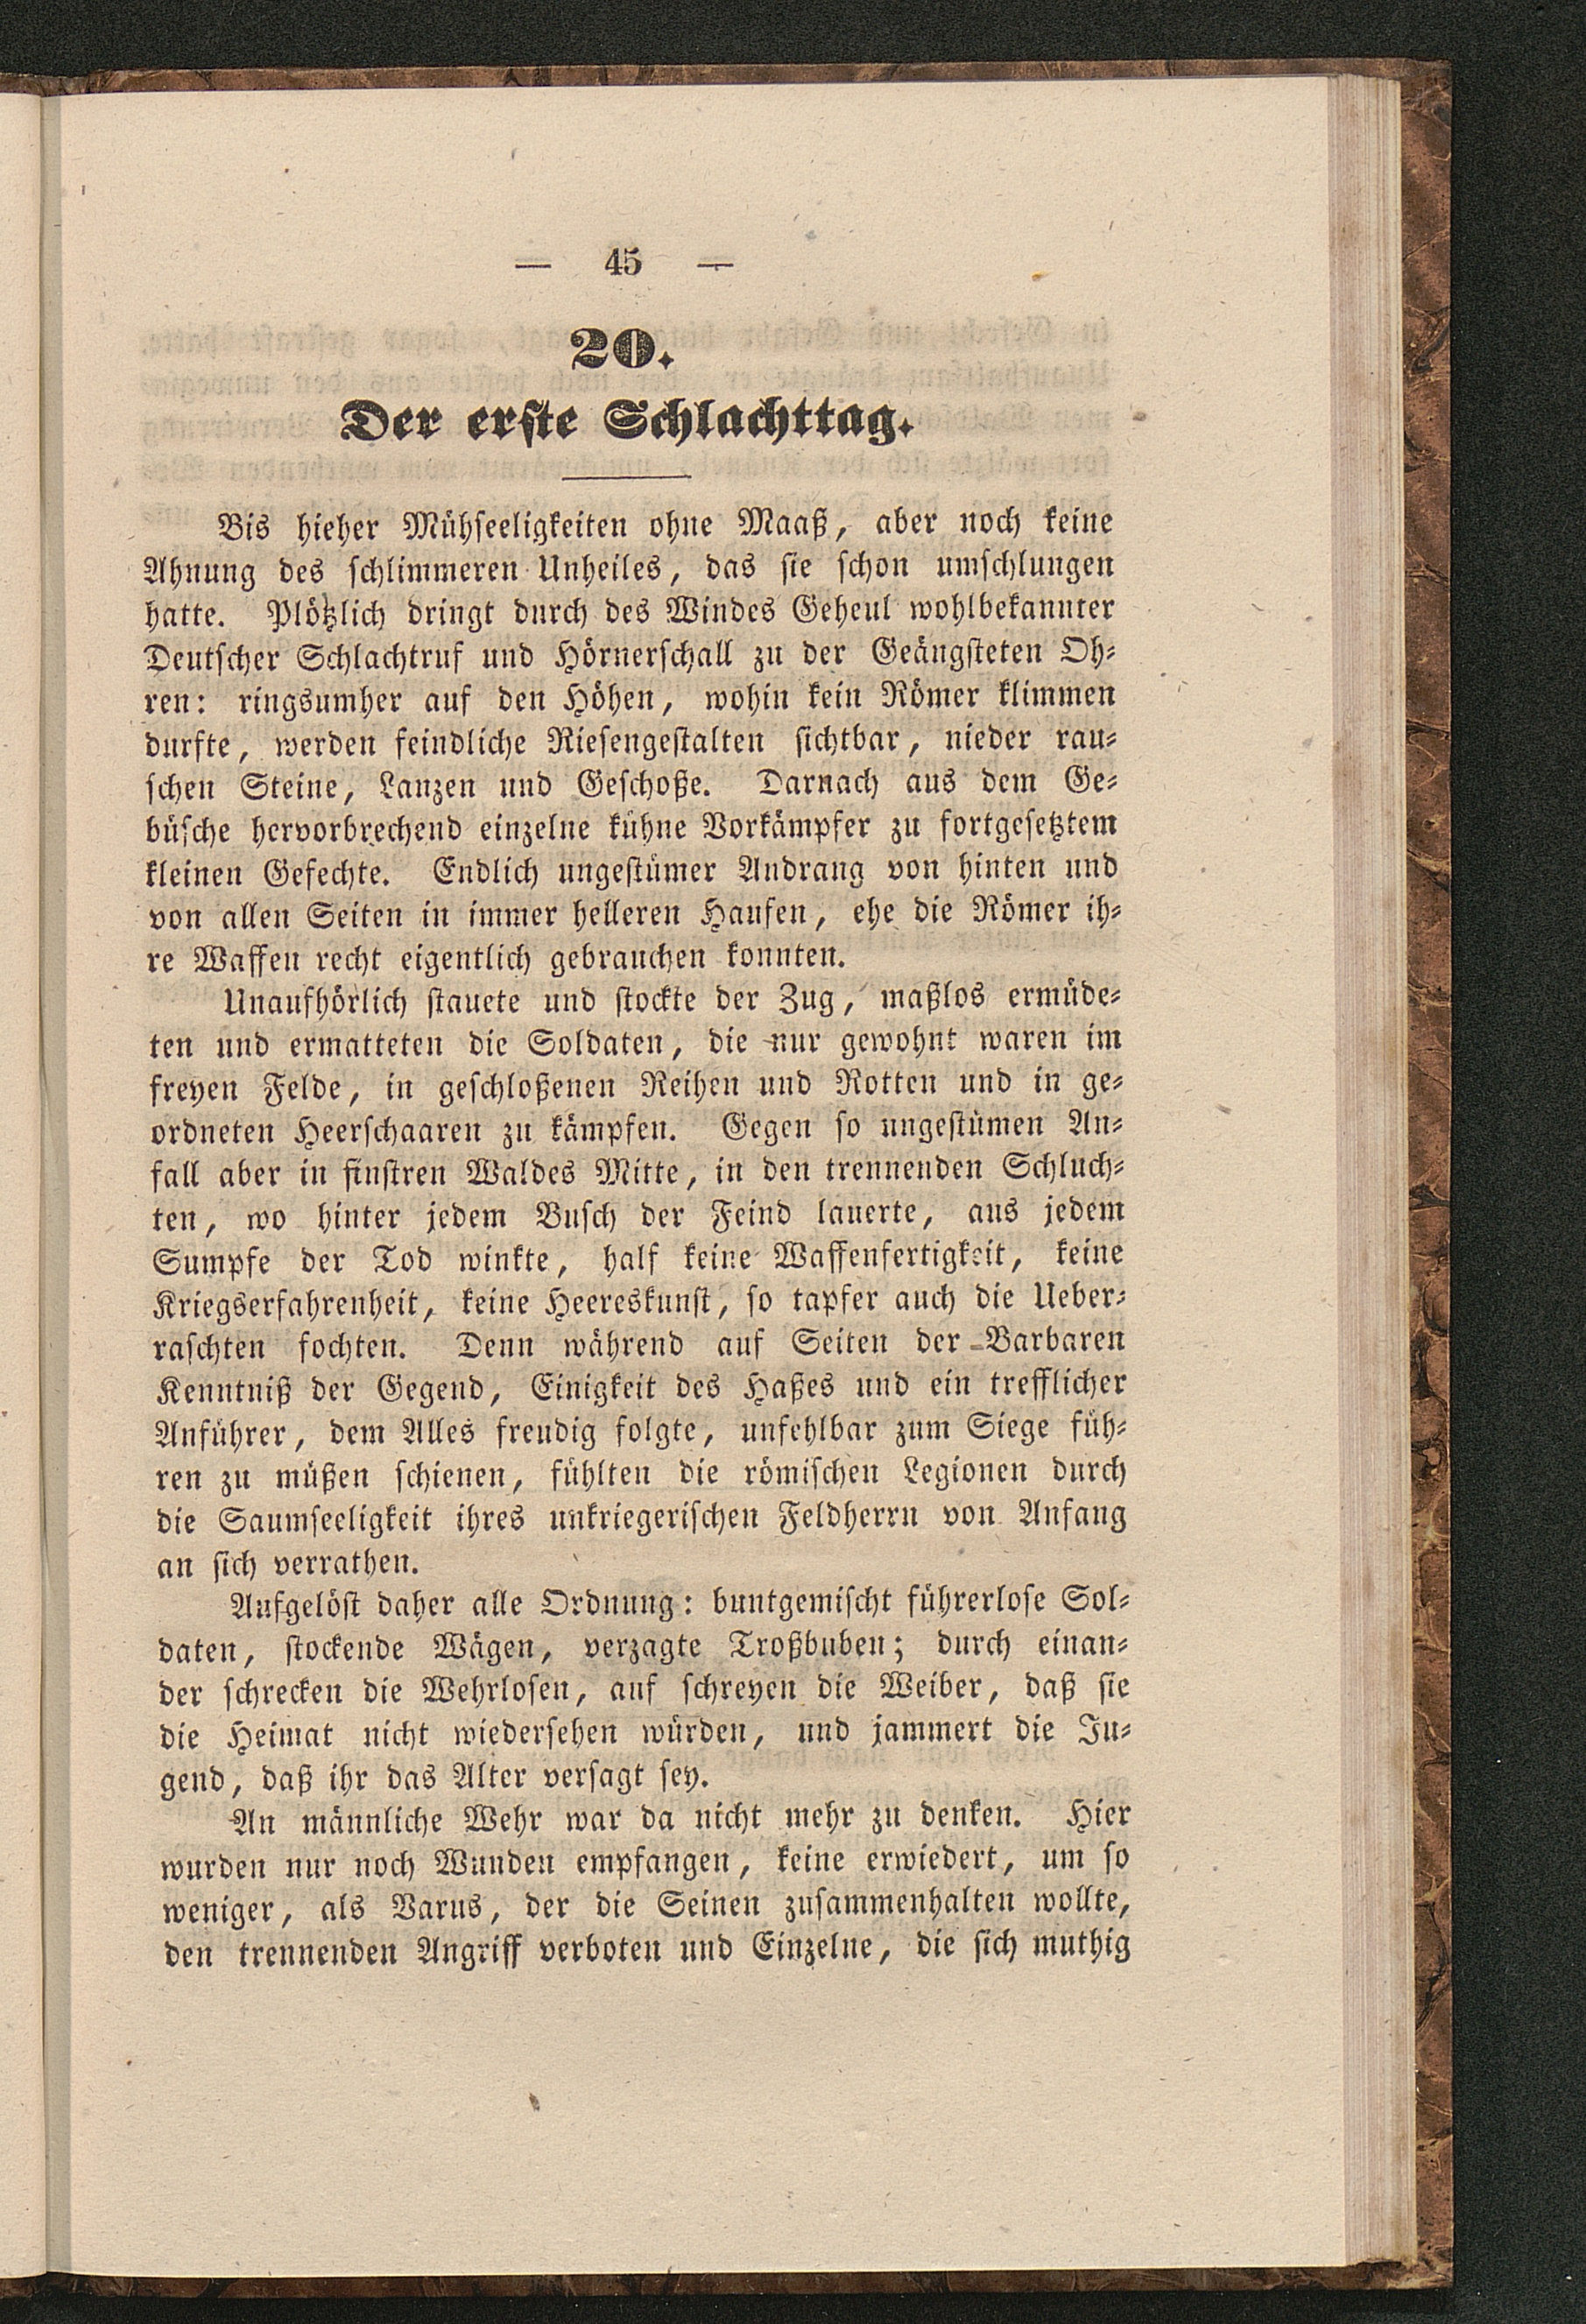 — 45 —
20.
Der erste Schlachttag.
Bis hieher Mühseeligkeiten ohne Maaß, aber noch keine
Ahnung des schlimmeren Unheiles, das sie schon umschlungen
hatte. Plötzlich dringt durch des Windes Geheul wohlbekannter
Deutscher Schlachtruf und Hörnerschall zu der Geängsteten Oh-
ren: ringsumher auf den Höhen, wohin kein Römer klimmen
durfte, werden feindliche Riesengestalten sichtbar, nieder rau-
schen Steine, Lanzen und Geschoße. Darnach aus dem Ge-
büsche hervorbrechend einzelne kühne Vorkämpfer zu fortgesetztem
kleinen Gefechte. Endlich ungestümer Andrang von hinten und
von allen Seiten in immer helleren Haufen, ehe die Römer ih-
re Waffen recht eigentlich gebrauchen konnten.
Unaufhörlich stauete und stockte der Zug, maßlos ermüde-
ten und ermatteten die Soldaten, die nur gewohnt waren im
freyen Felde, in geschloßenen Reihen und Rotten und in ge-
ordneten Heerschaaren zu kämpfen. Gegen so ungestümen An-
fall aber in finstren Waldes Mitte, in den trennenden Schluch-
ten, wo hinter jedem Busch der Feind lauerte, aus jedem
Sumpfe der Tod winkte, half keine Waffenfertigkeit, keine
Kriegserfahrenheit, keine Heereskunst, so tapfer auch die Ueber-
raschten fochten. Denn während auf Seiten der Barbaren
Kenntniß der Gegend, Einigkeit des Haßes und ein trefflicher
Anführer, dem Alles freudig folgte, unfehlbar zum Siege füh-
ren zu müßen schienen, fühlten die römischen Legionen durch
die Saumseeligkeit ihres unkriegerischen Feldherrn von Anfang
an sich verrathen.
Aufgelöst daher alle Ordnung: buntgemischt führerlose Sol-
daten, stockende Wägen, verzagte Troßbuben; durch einan-
der schrecken die Wehrlosen, auf schreyen die Weiber, daß sie
die Heimat nicht wiedersehen würden, und jammert die Ju-
gend, daß ihr das Alter versagt sey.
An männliche Wehr war da nicht mehr zu denken. Hier
wurden nur noch Wunden empfangen, keine erwiedert, um so
weniger, als Varus, der die Seinen zusammenhalten wollte,
den trennenden Angriff verboten und Einzelne, die sich muthig